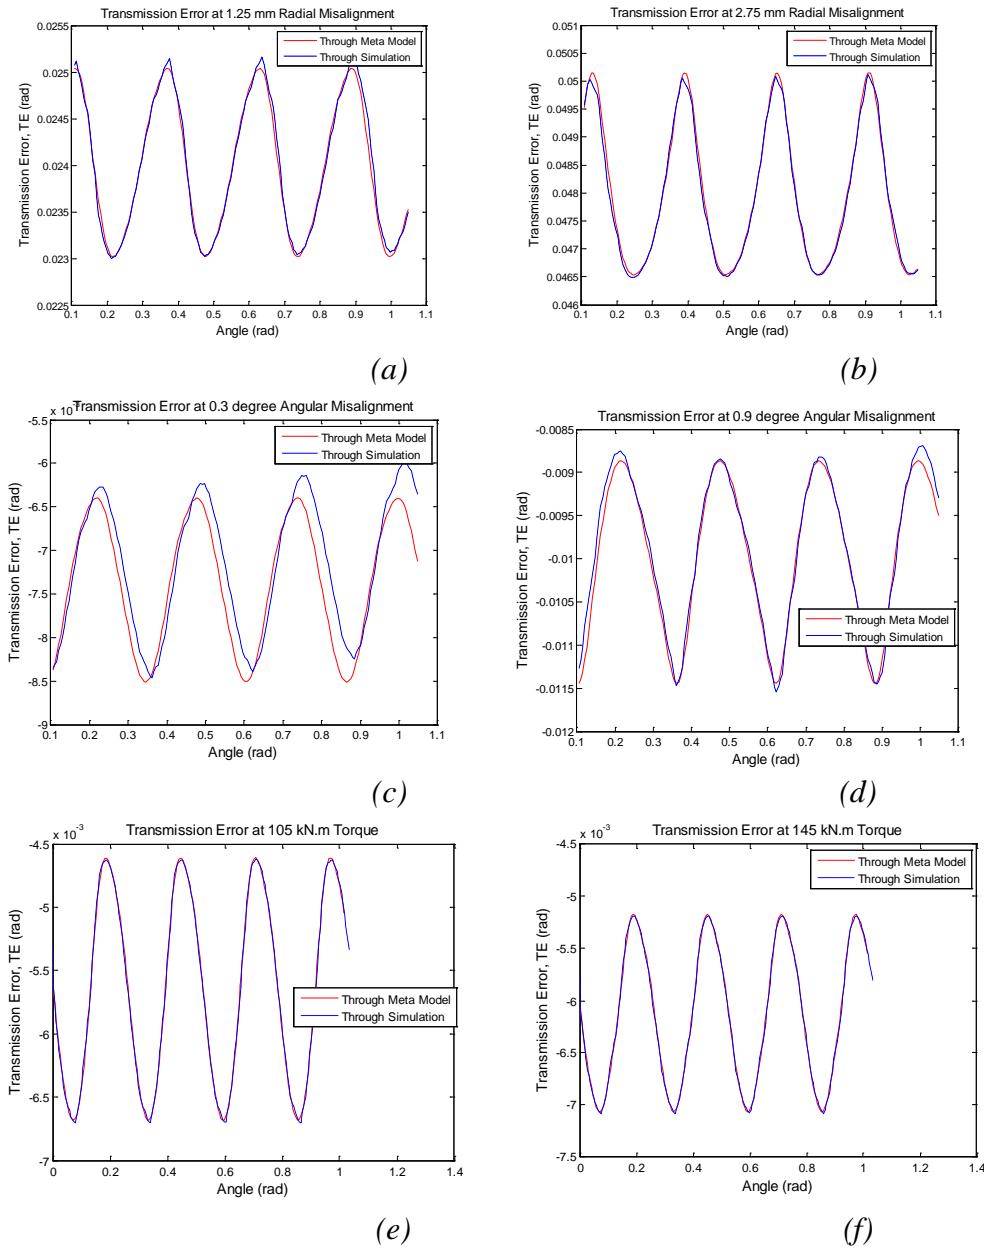 Transmission Error at 1.25 mm Radial Misalignment
0.0255
0.025
0.0245
0.024
0.0235
0.023
0.0225
Transmission Error, TE (rad)
Through Meta Model
Through Simulation
0.1 0.2 0.3 0.4 0.5 0.6 0.7 0.8 0.9 1 1.1
Angle (rad)
(a)
Transmission Error at 2.75 mm Radial Misalignment
0.051
0.0505
0.05
0.0495
0.049
0.0485
0.048
0.0475
0.047
0.0465
0.046
Transmission Error, TE (rad)
Through Meta Model
Through Simulation
0.1 0.2 0.3 0.4 0.5 0.6 0.7 0.8 0.9 1 1.1
Angle (rad)
(b)
x 10
Transmission Error at 0.3 degree Angular Misalignment
-5.5
-6
-6.5
-7
-7.5
-8
-8.5
-9
Transmission Error, TE (rad)
Through Meta Model
Through Simulation
0.1 0.2 0.3 0.4 0.5 0.6 0.7 0.8 0.9 1 1.1
Angle (rad)
(c)
Transmission Error at 0.9 degree Angular Misalignment
-0.0085
-0.009
-0.0095
-0.01
-0.0105
-0.011
-0.0115
-0.012
Transmission Error, TE (rad)
Through Meta Model
Through Simulation
0.1 0.2 0.3 0.4 0.5 0.6 0.7 0.8 0.9 1 1.1
Angle (rad)
(d)
x 10-3
Transmission Error at 105 kN.m Torque
-4.5
-5
-5.5
-6
-6.5
-7
Transmission Error, TE (rad)
Through Meta Model
Through Simulation
0 0.2 0.4 0.6 0.8 1 1.2 1.4
Angle (rad)
(e)
x 10-3
Transmission Error at 145 kN.m Torque
-4.5
-5
-5.5
-6
-6.5
-7
-7.5
Transmission Error, TE (rad)
Through Meta Model
Through Simulation
0 0.2 0.4 0.6 0.8 1 1.2 1.4
Angle (rad)
(f)